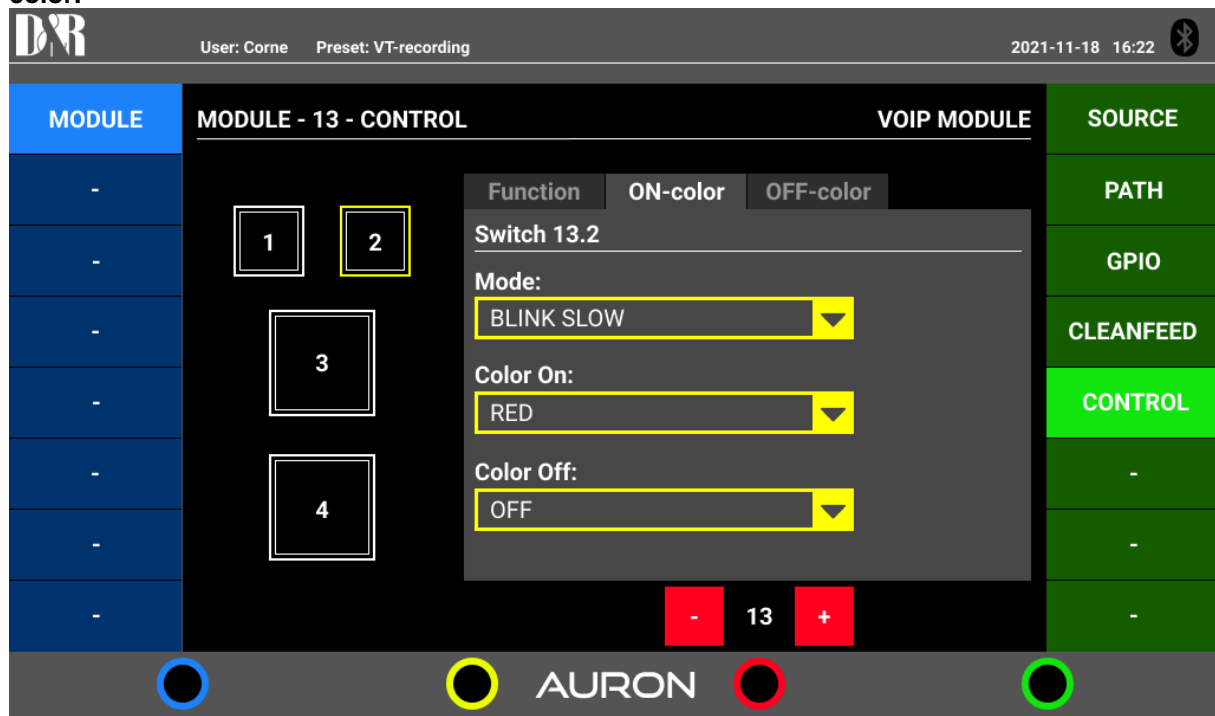 color.
D&R
User: Corne Preset: VT-recording
2021-11-18 16:22
MODULE
MODULE - 13 - CONTROL
VOIP MODULE
SOURCE
-
Function ON-color OFF-color
PATH
1 2
Switch 13.2
-
GPIO
Mode:
BLINK SLOW
-
CLEANFEED
3
Color On:
RED
-
CONTROL
Color Off:
OFF
-
-
4
-
-
-
- 13 +
-
AURON